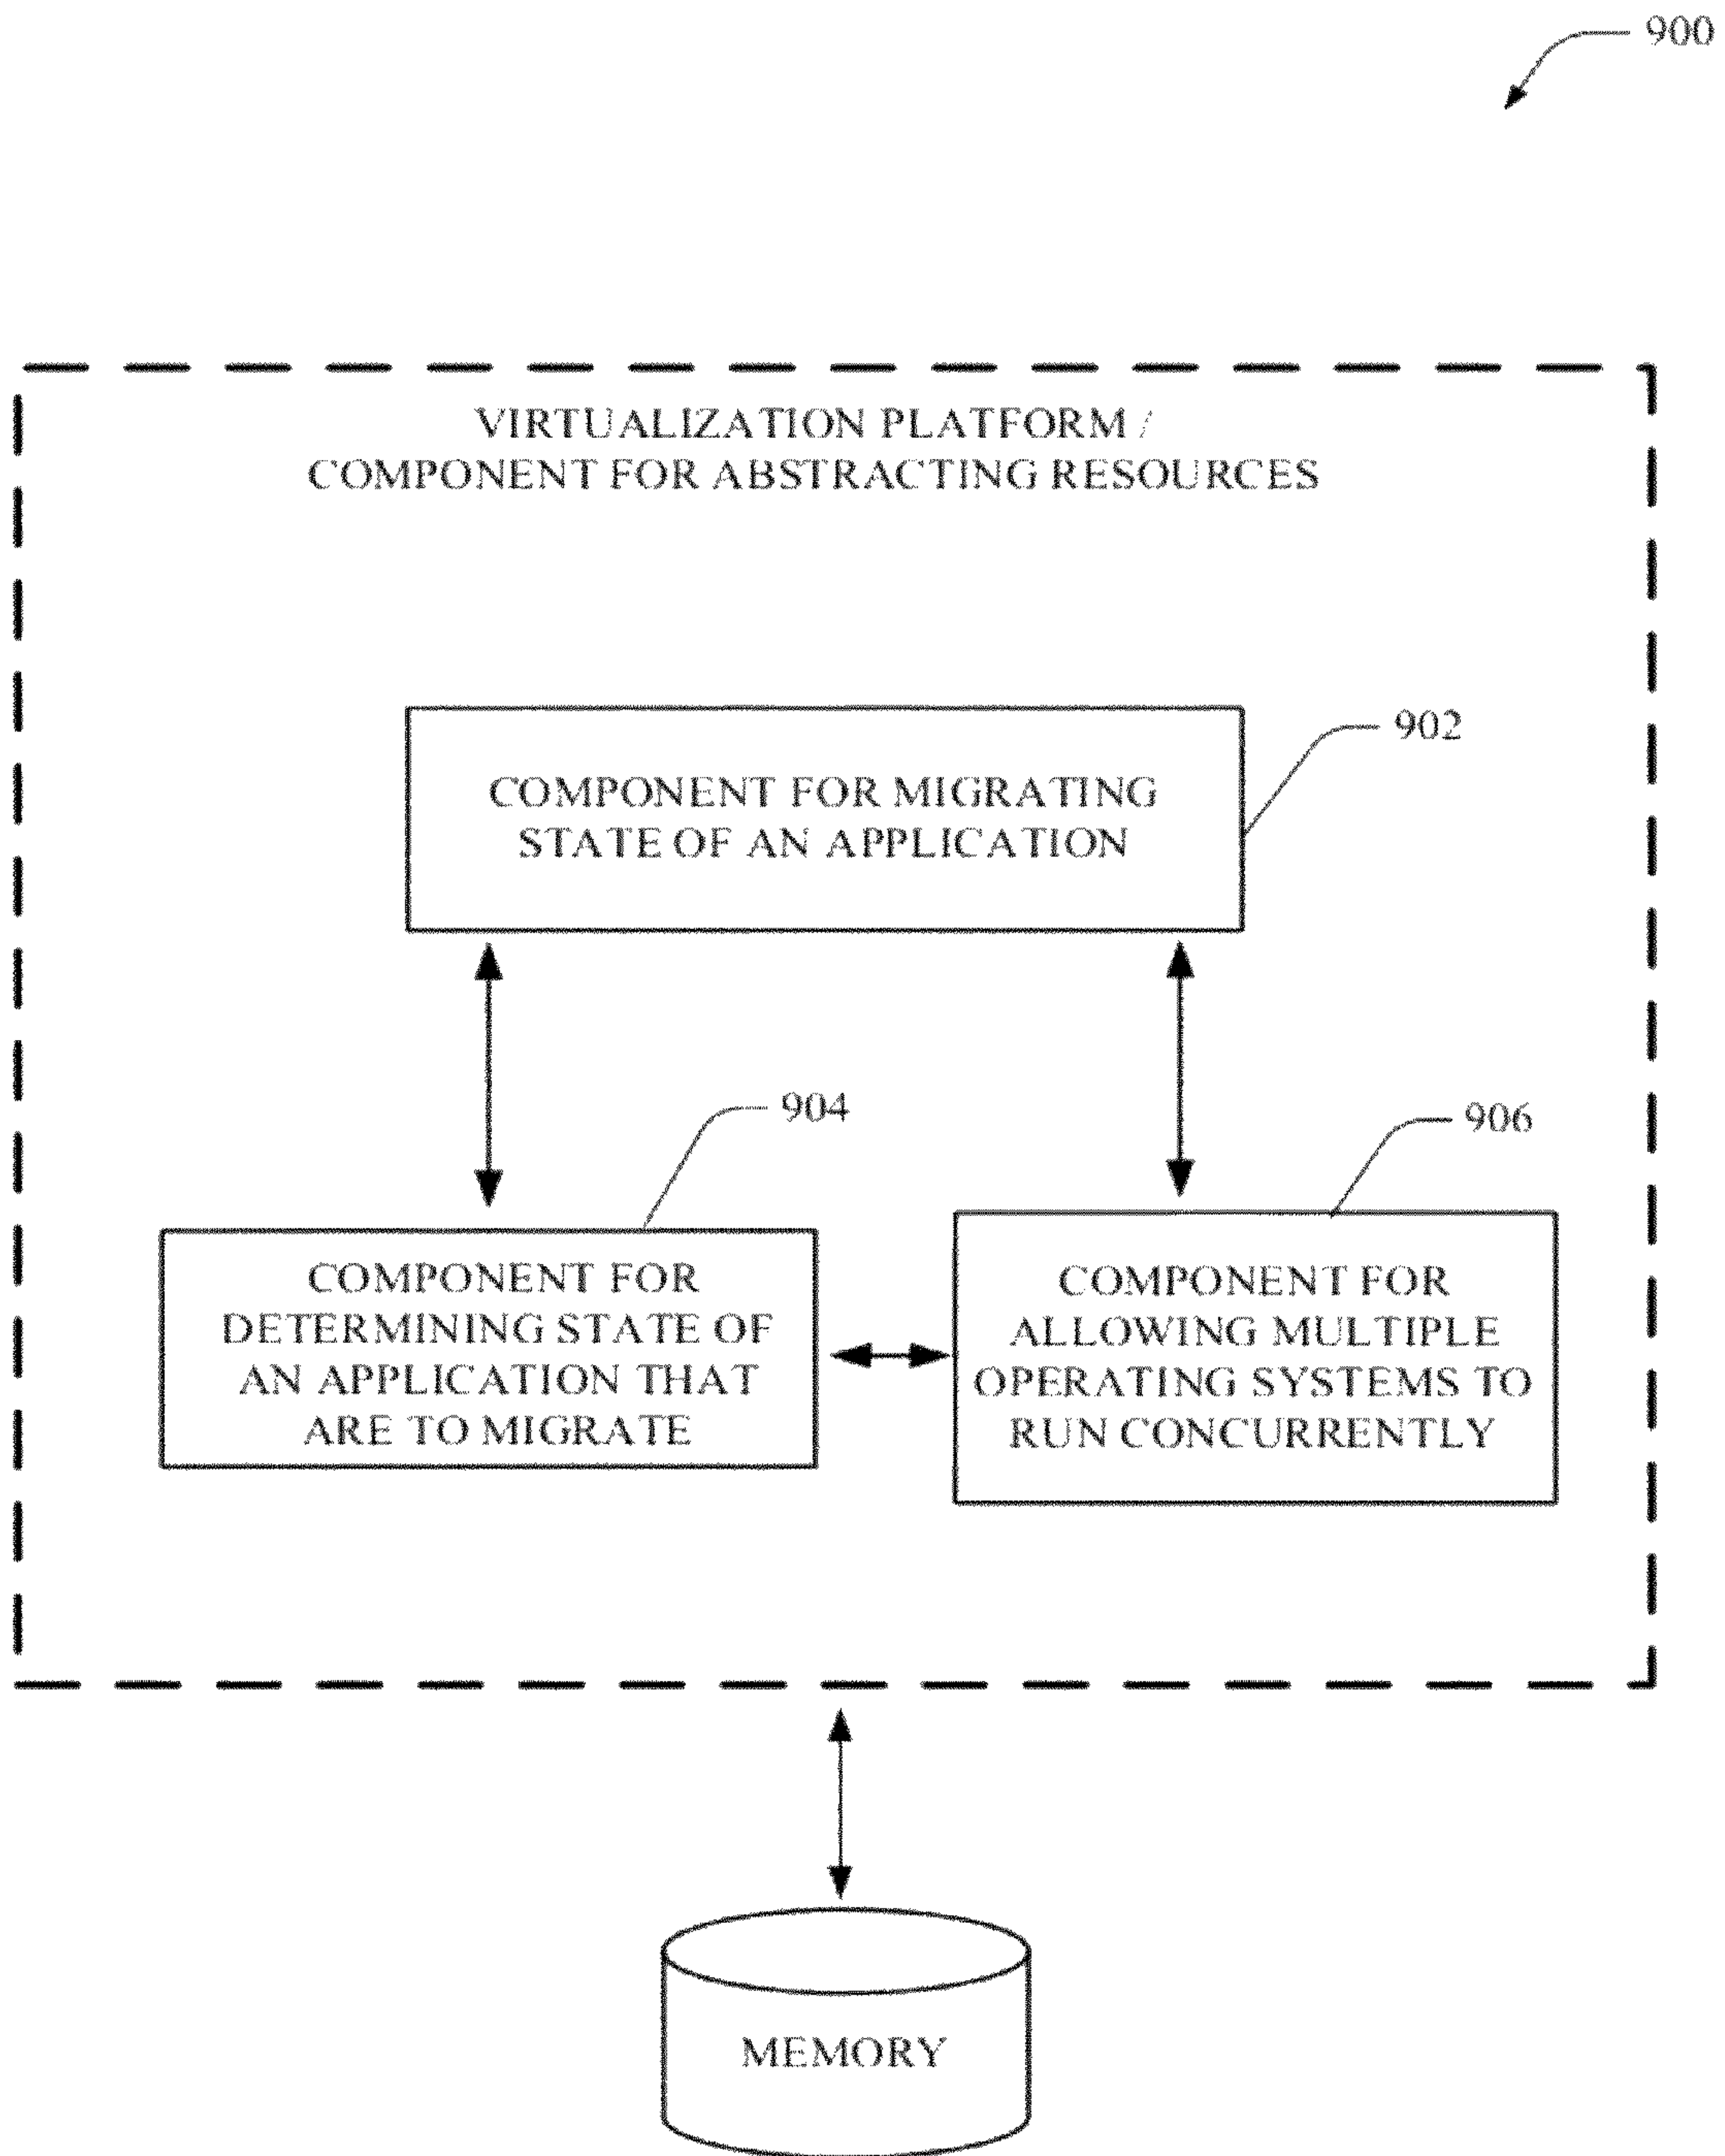 900
VIRTUALIZATION PLATFORM /
COMPONENT FOR ABSTRACTING RESOURCES
902
COMPONENT FOR MIGRATING
STATE OF AN APPLICATION
904
COMPONENT FOR
DETERMINING STATE OF
AN APPLICATION THAT
ARE TO MIGRATE
906
COMPONENT FOR
ALLOWING MULTIPLE
OPERATING SYSTEMS TO
RUN CONCURRENTLY
MEMORY